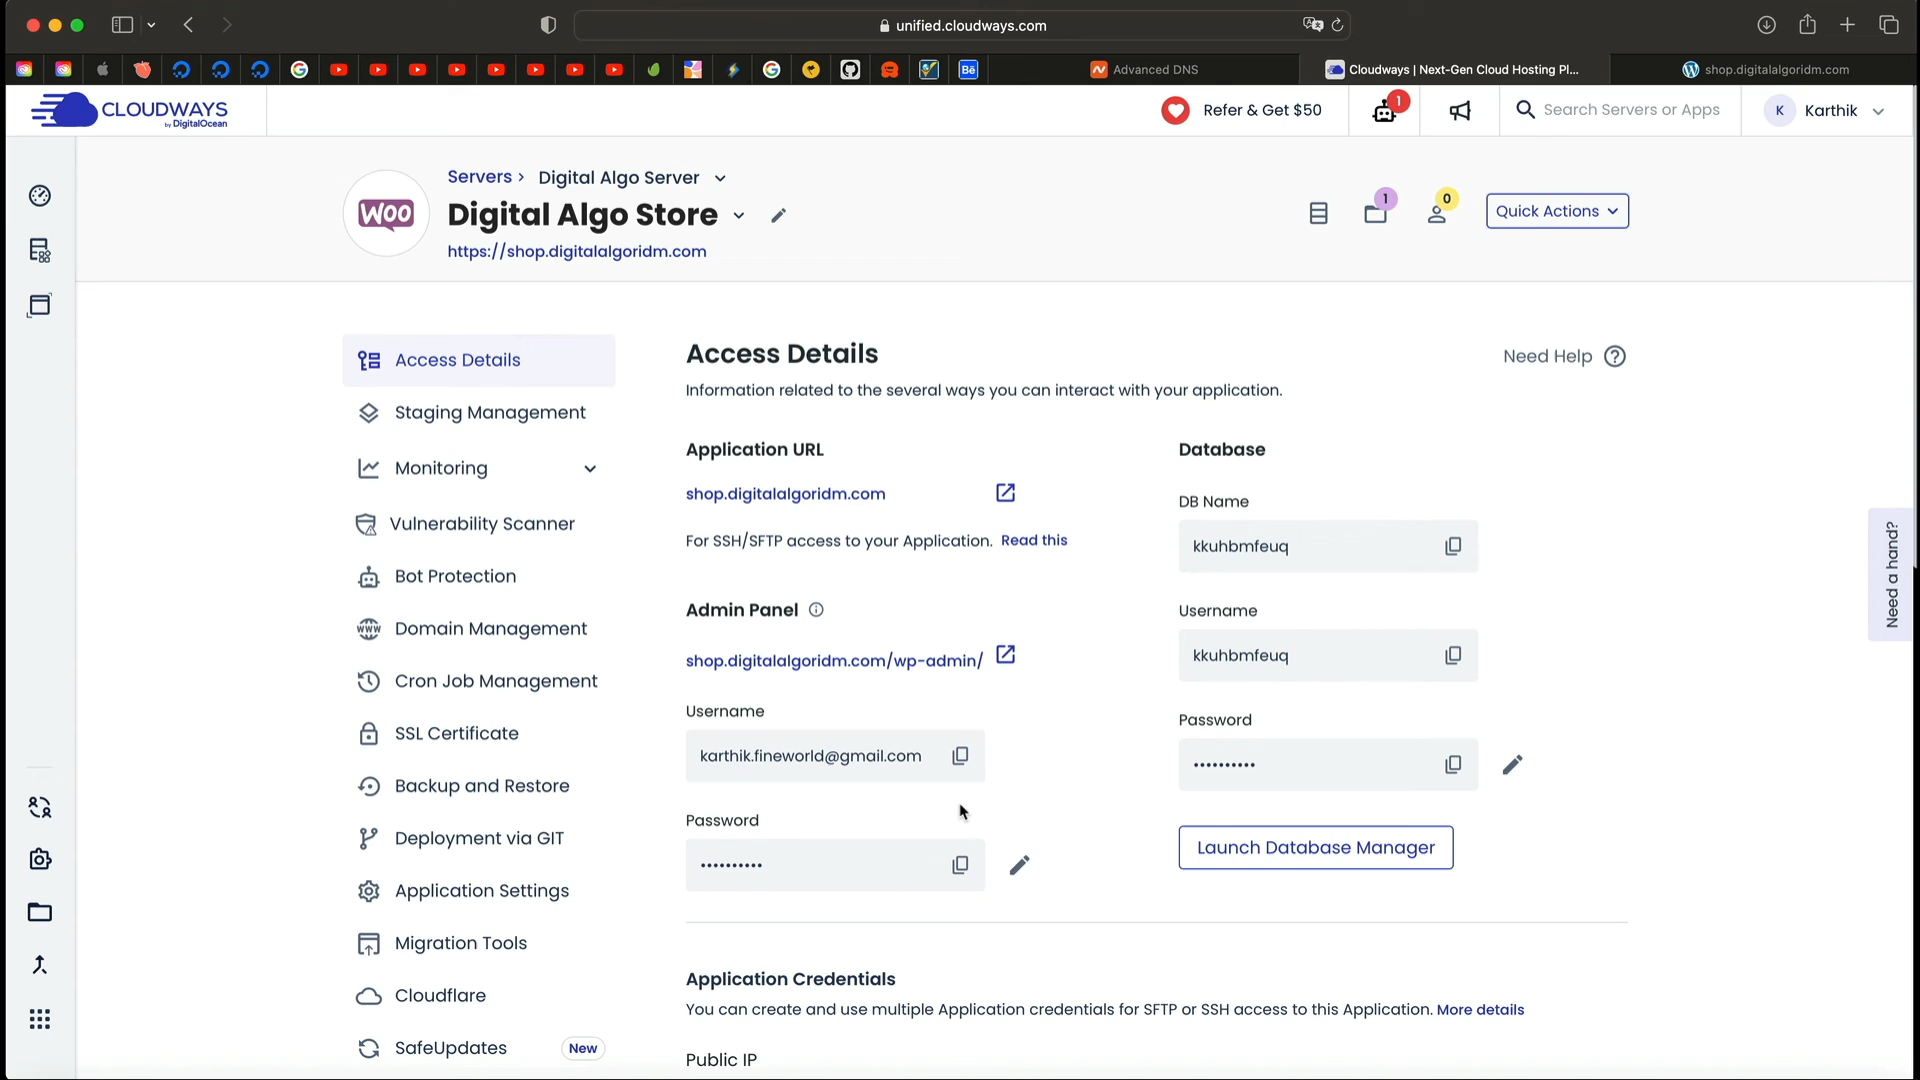 unified.cloudways.com
Bē
Advanced DNS
Cloudways | Next-Gen Cloud Hosting Pl...
shop.digitalalgoridm.com
CLOUDWAYS
by DigitalOcean
Refer & Get $50
1
Search Servers or Apps
K
Karthik
WOO
Servers ›
Digital Algo Server
Digital Algo Store
https://shop.digitalalgoridm.com
1
0
Quick Actions
Access Details
Staging Management
Monitoring
Vulnerability Scanner
Bot Protection
WWW
Domain Management
Cron Job Management
SSL Certificate
Backup and Restore
Deployment via GIT
Application Settings
Migration Tools
Cloudflare
SafeUpdates
New
Access Details
Need Help
Information related to the several ways you can interact with your application.
Application URL
shop.digitalalgoridm.com
For SSH/SFTP access to your Application. Read this
Admin Panel
shop.digitalalgoridm.com/wp-admin/
Username
karthik.fineworld@gmail.com
Password
••••••••••
Database
DB Name
kkuhbmfeuq
Username
kkuhbmfeuq
Password
••••••••••
Launch Database Manager
Application Credentials
You can create and use multiple Application credentials for SFTP or SSH access to this Application. More details
Public IP
Need a hand?